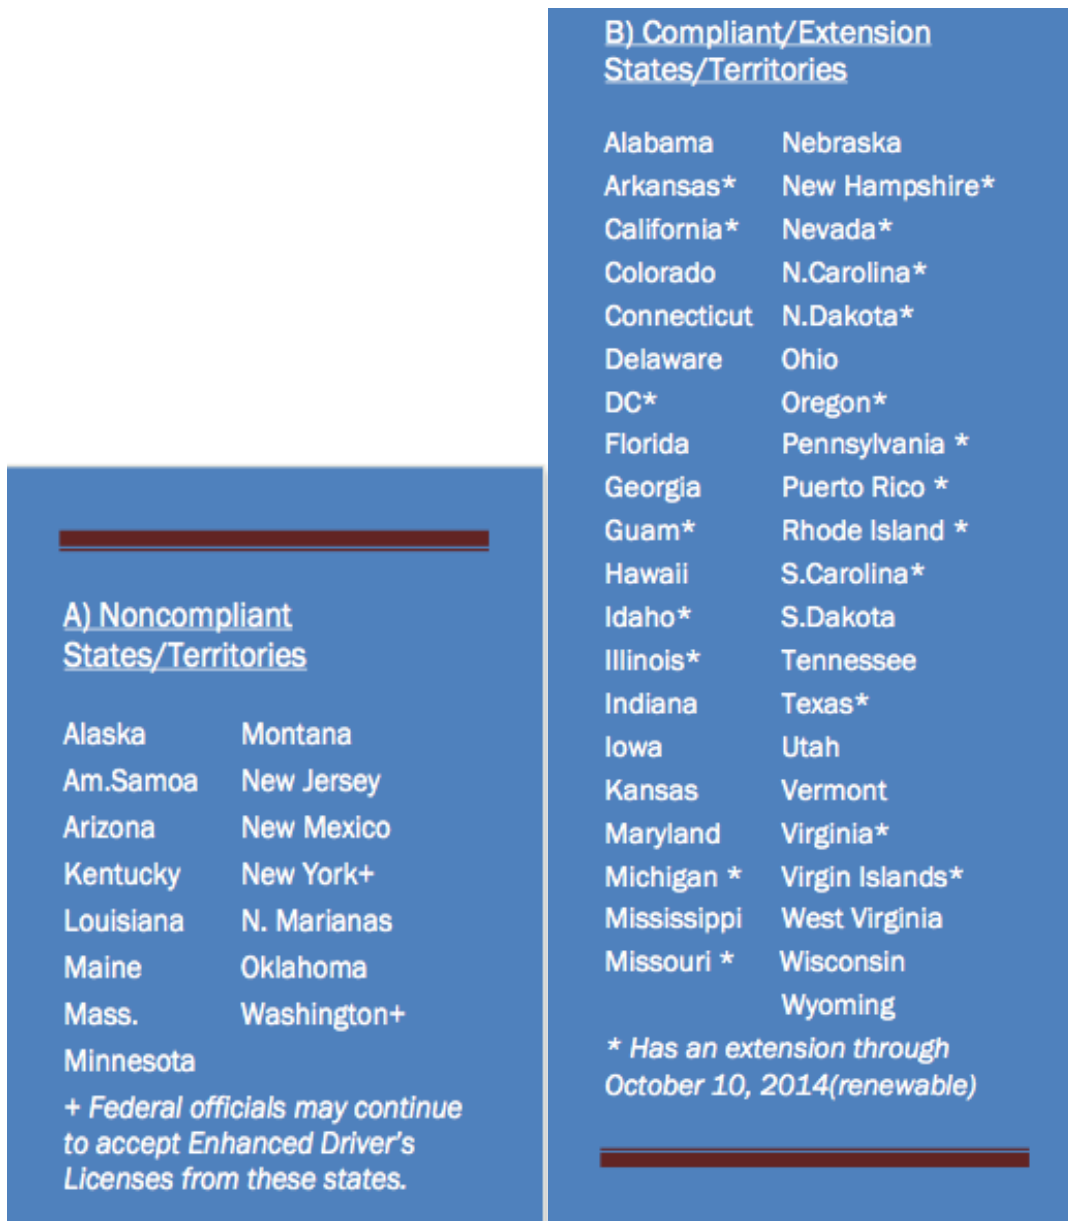 A) Noncompliant
States/Territories
Alaska Montana
Am.Samoa New Jersey
Arizona New Mexico
Kentucky New York+
Louisiana N. Marianas
Maine Oklahoma
Mass. Washington+
Minnesota
+ Federal officials may continue
to accept Enhanced Driver's
Licenses from these states.
B) Compliant/Extension
States/Territories
Alabama Nebraska
Arkansas* New Hampshire*
California* Nevada*
Colorado N.Carolina*
Connecticut N.Dakota*
Delaware Ohio
DC* Oregon*
Florida Pennsylvania *
Georgia Puerto Rico *
Guam* Rhode Island *
Hawaii S.Carolina*
Idaho* S.Dakota
Illinois* Tennessee
Indiana Texas*
Iowa Utah
Kansas Vermont
Maryland Virginia*
Michigan * Virgin Islands*
Mississippi West Virginia
Missouri * Wisconsin
Wyoming
* Has an extension through
October 10, 2014(renewable)